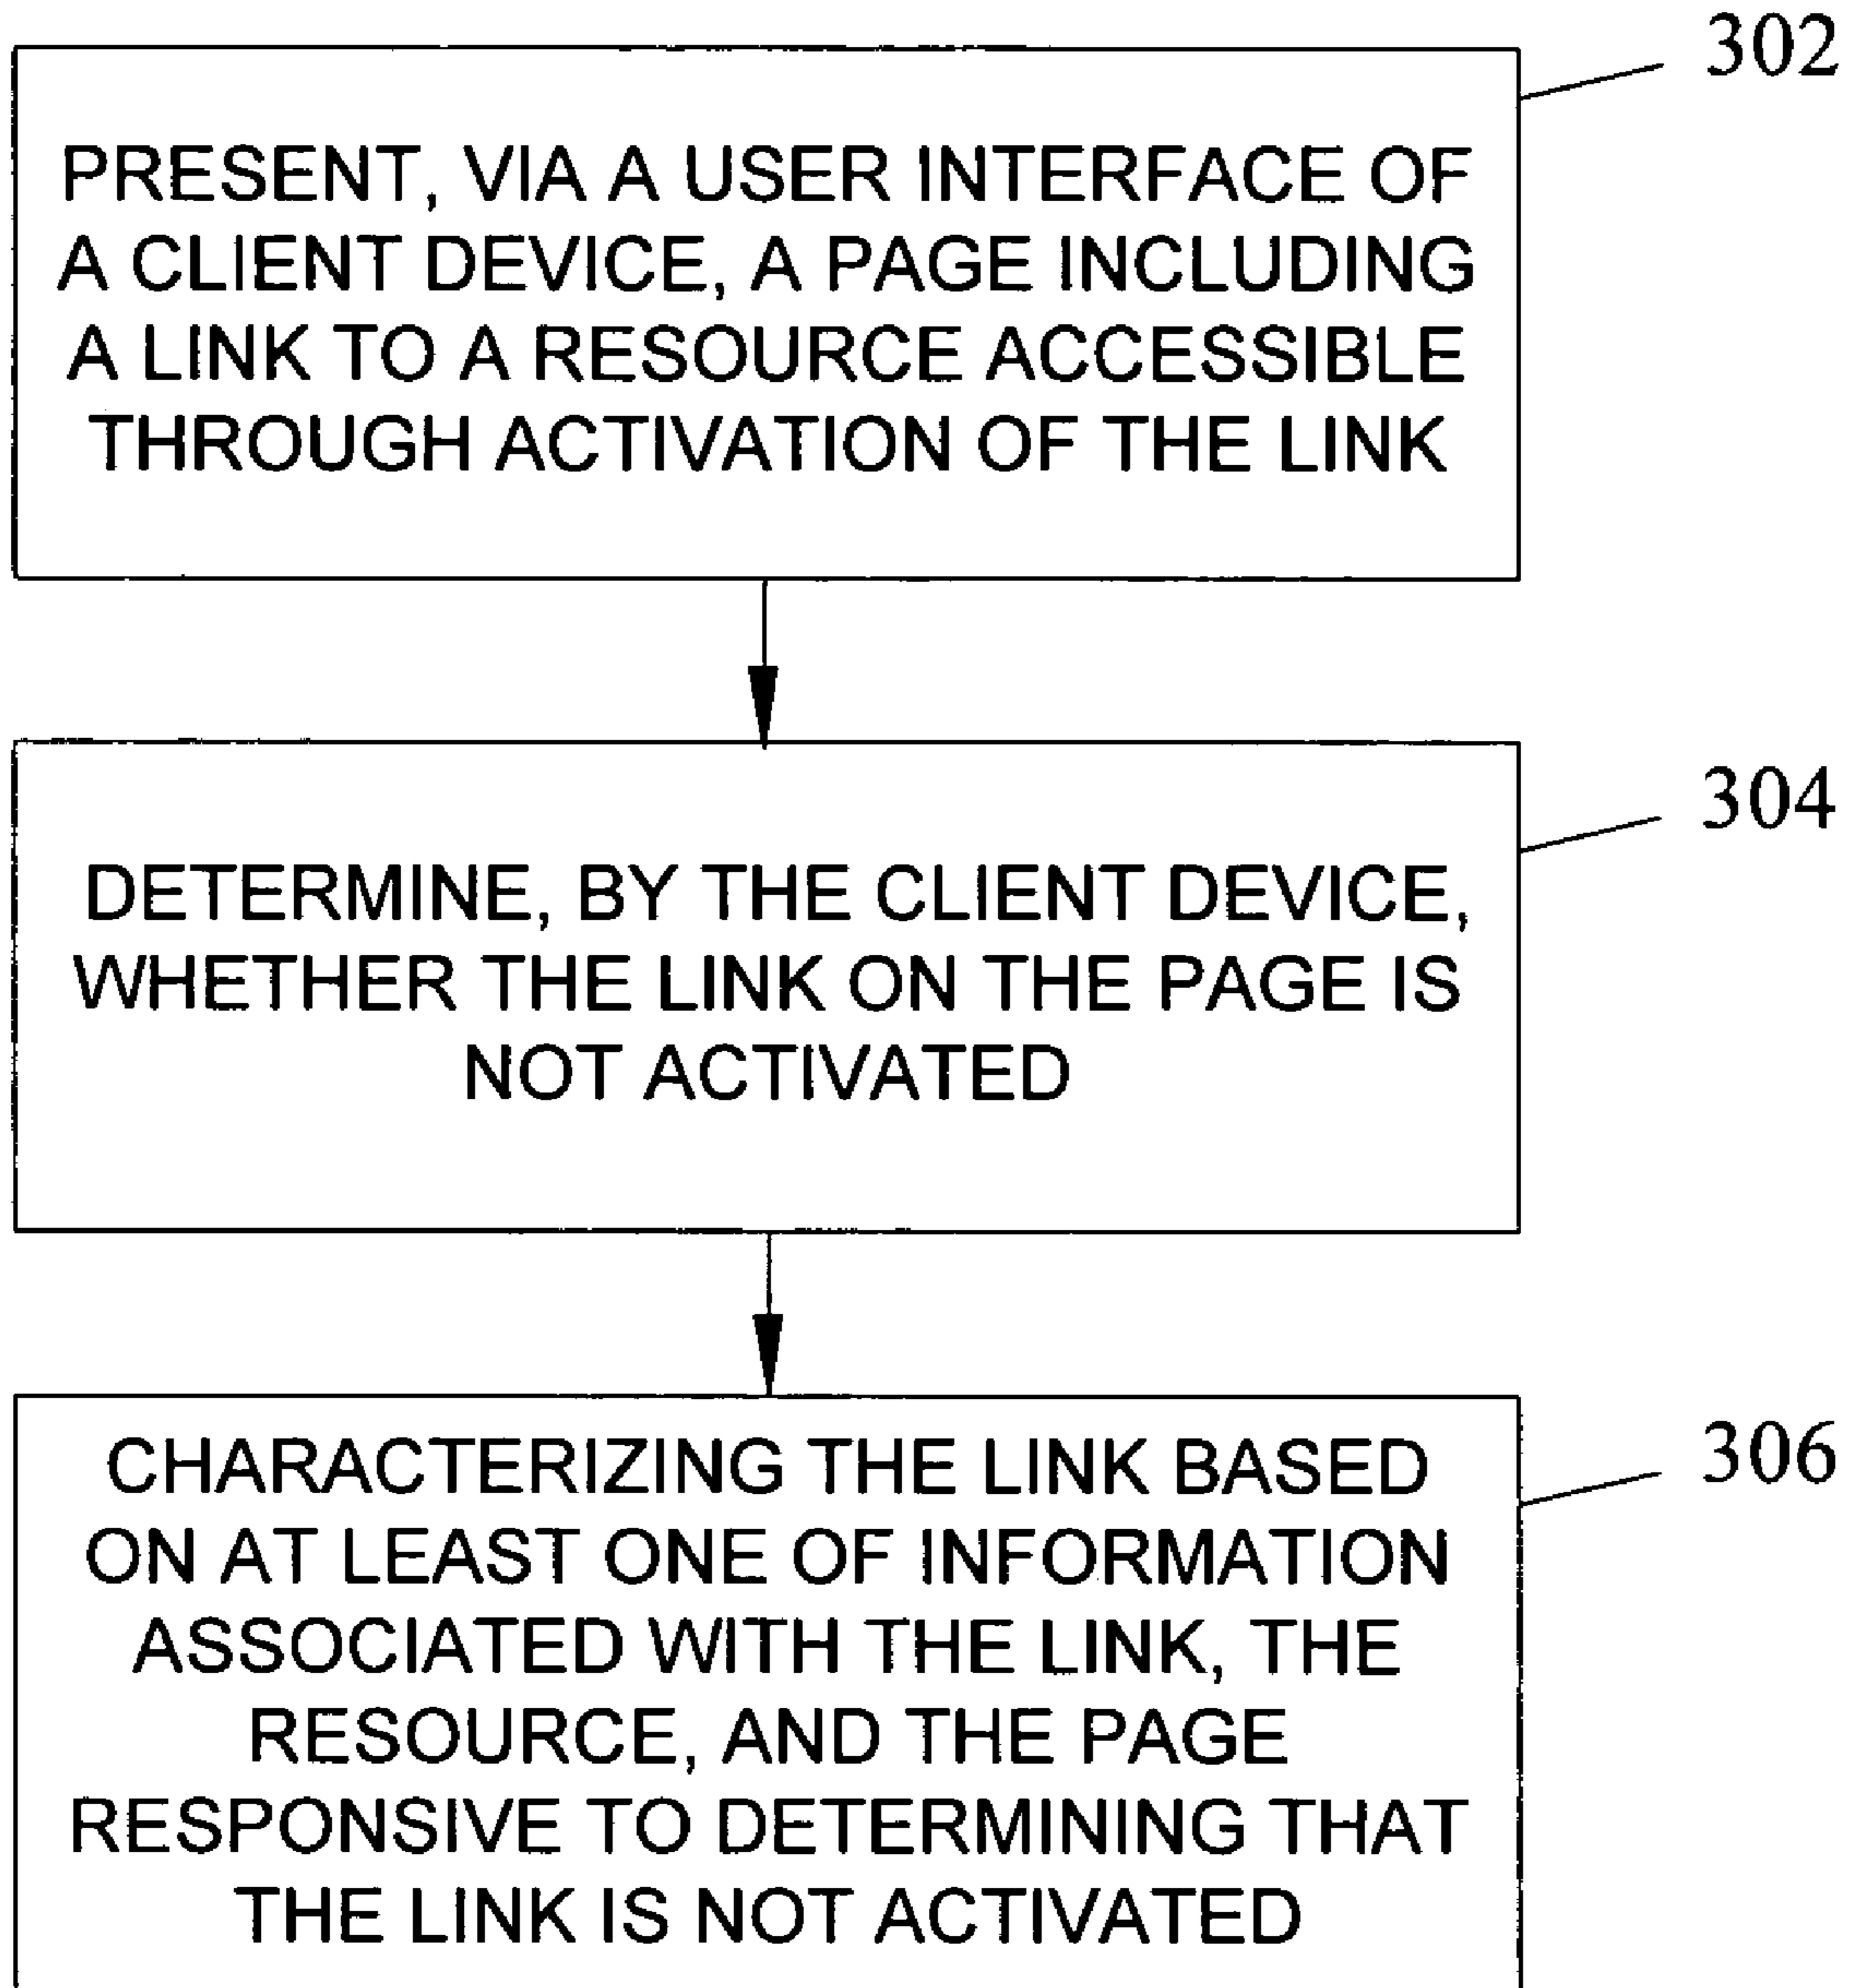 302
PRESENT, VIA A USER INTERFACE OF
A CLIENT DEVICE, A PAGE INCLUDING
A LINK TO A RESOURCE ACCESSIBLE
THROUGH ACTIVATION OF THE LINK
304
DETERMINE, BY THE CLIENT DEVICE,
WHETHER THE LINK ON THE PAGE IS
NOT ACTIVATED
306
CHARACTERIZING THE LINK BASED
ON AT LEAST ONE OF INFORMATION
ASSOCIATED WITH THE LINK, THE
RESOURCE, AND THE PAGE
RESPONSIVE TO DETERMINING THAT
THE LINK IS NOT ACTIVATED